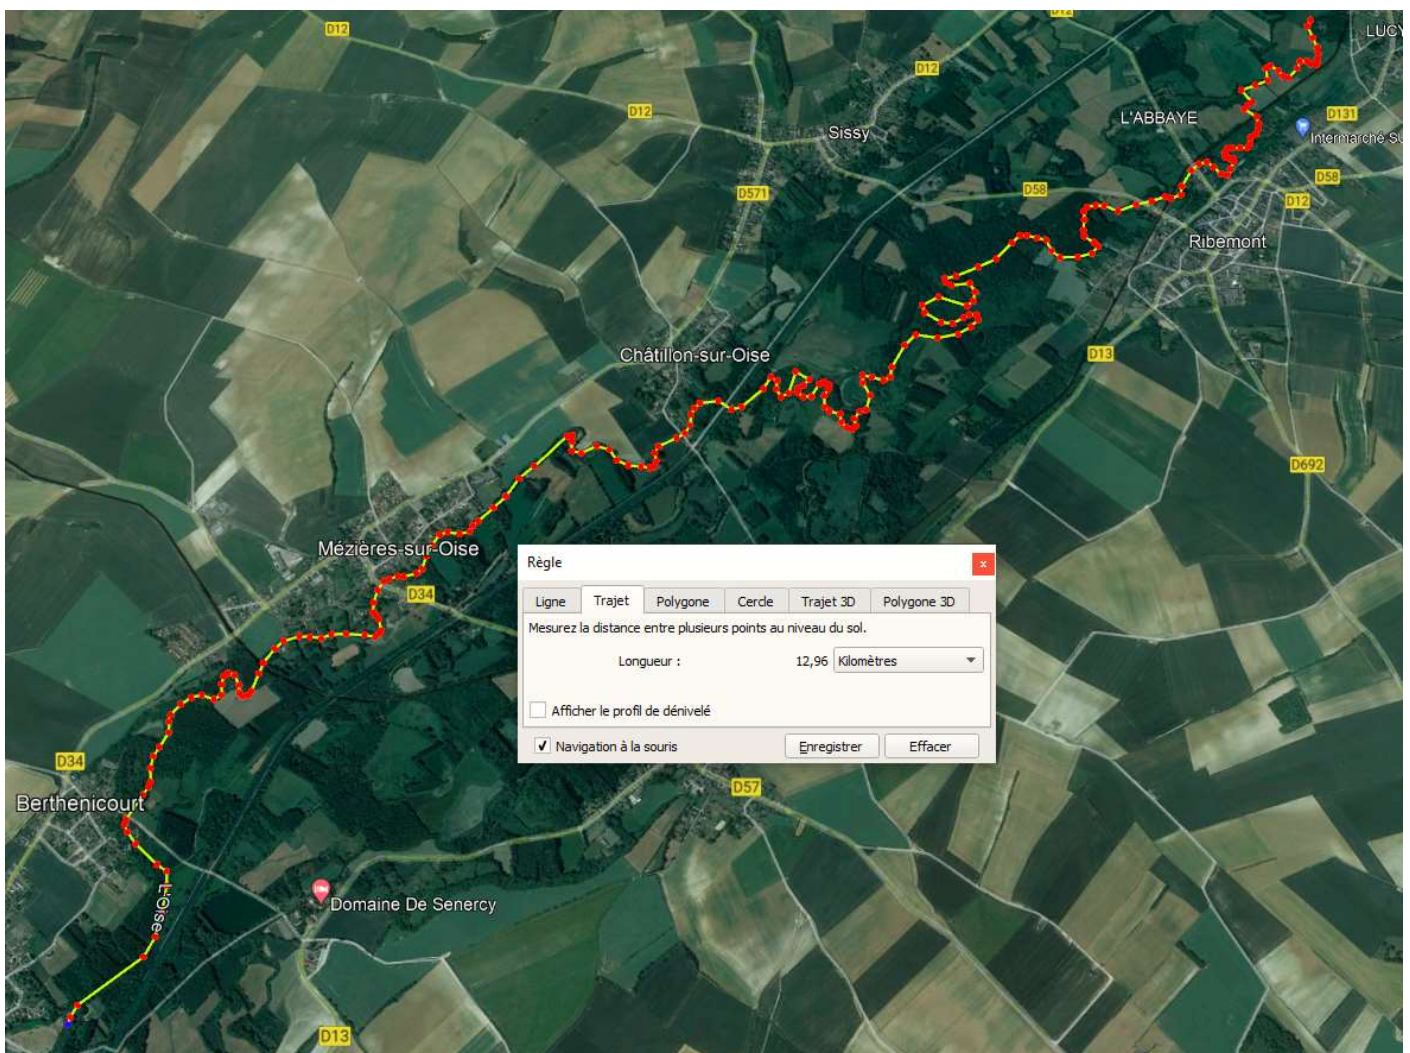 D12
D12
LUCY
D12
D12
L'ABBAYE
D131
Sissy
Intermarché SU
D58
D58
D571
D12
Ribemont
Châtillon-sur-Oise
D13
D692
Mézières-sur-Oise
D34
Règle
x
Ligne Trajet Polygone Cercle Trajet 3D Polygone 3D
Mesurez la distance entre plusieurs points au niveau du sol.
Longueur : 12,96 Kilomètres
Afficher le profil de dénivelé
Navigation à la souris Enregistrer Effacer
D34
D57
Berthenicourt
L'Oise
Domaine De Senercy
D13